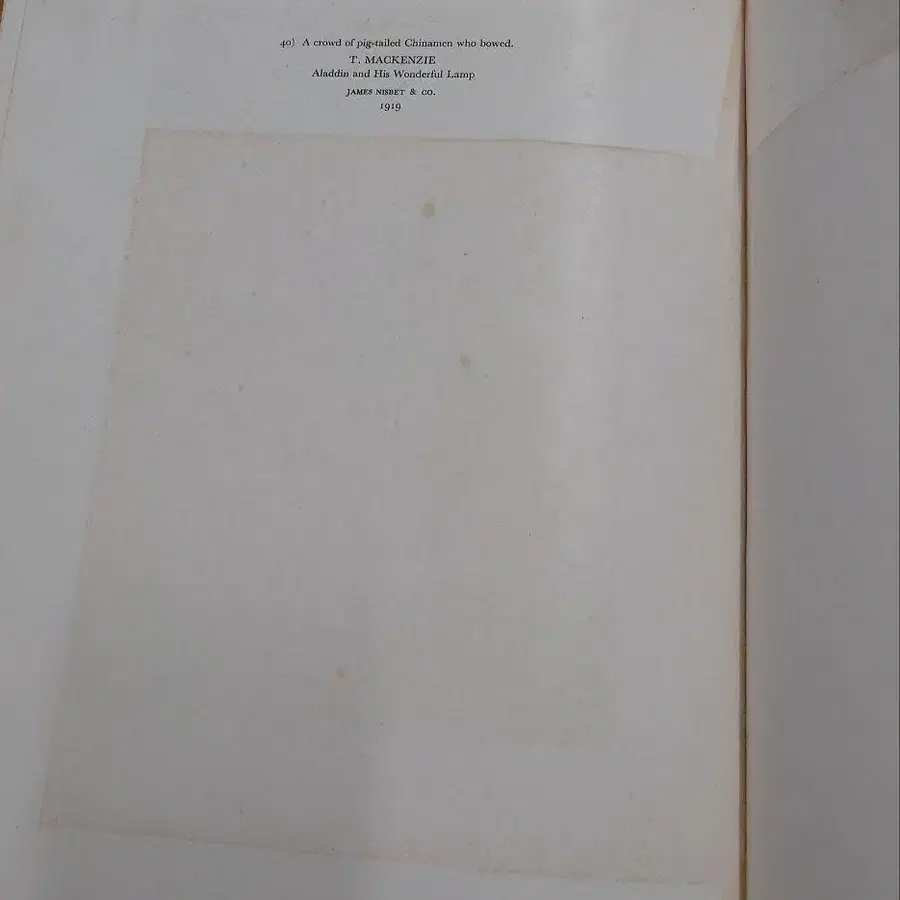 40) A crowd of pig-tailed Chinamen who bowed.
T. MACKENZIE
Aladdin and His Wonderful Lamp
JAMES NISBET & CO.
1919